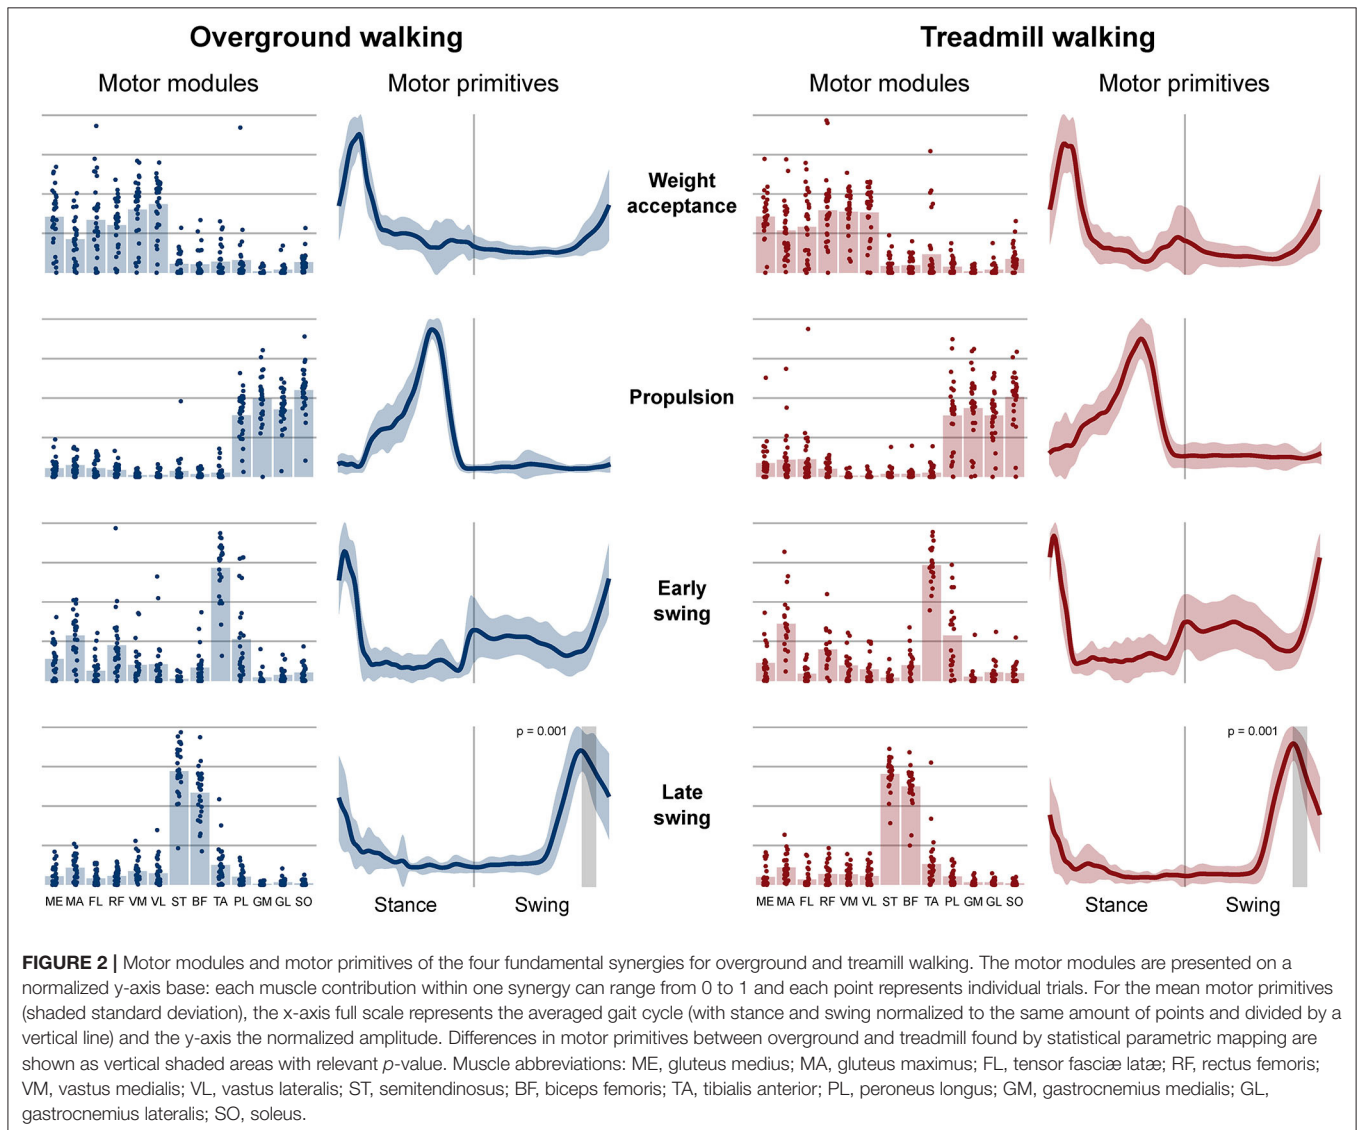 Overground walking
Treadmill walking
Motor modules
Motor primitives
Motor modules
Motor primitives
Weight
acceptance
Propulsion
Early
swing
p = 0.001
p = 0.001
Late
swing
ME MA FL RF VM VL ST BF TA PL GM GL SO
Stance
Swing
ME MA FL RF VM VL ST BF TA PL GM GL SO
Stance
Swing
FIGURE 2 | Motor modules and motor primitives of the four fundamental synergies for overground and treamill walking. The motor modules are presented on a
normalized y-axis base: each muscle contribution within one synergy can range from 0 to 1 and each point represents individual trials. For the mean motor primitives
(shaded standard deviation), the x-axis full scale represents the averaged gait cycle (with stance and swing normalized to the same amount of points and divided by a
vertical line) and the y-axis the normalized amplitude. Differences in motor primitives between overground and treadmill found by statistical parametric mapping are
shown as vertical shaded areas with relevant p-value. Muscle abbreviations: ME, gluteus medius; MA, gluteus maximus; FL, tensor fasciæ latæ; RF, rectus femoris;
VM, vastus medialis; VL, vastus lateralis; ST, semitendinosus; BF, biceps femoris; TA, tibialis anterior; PL, peroneus longus; GM, gastrocnemius medialis; GL,
gastrocnemius lateralis; SO, soleus.